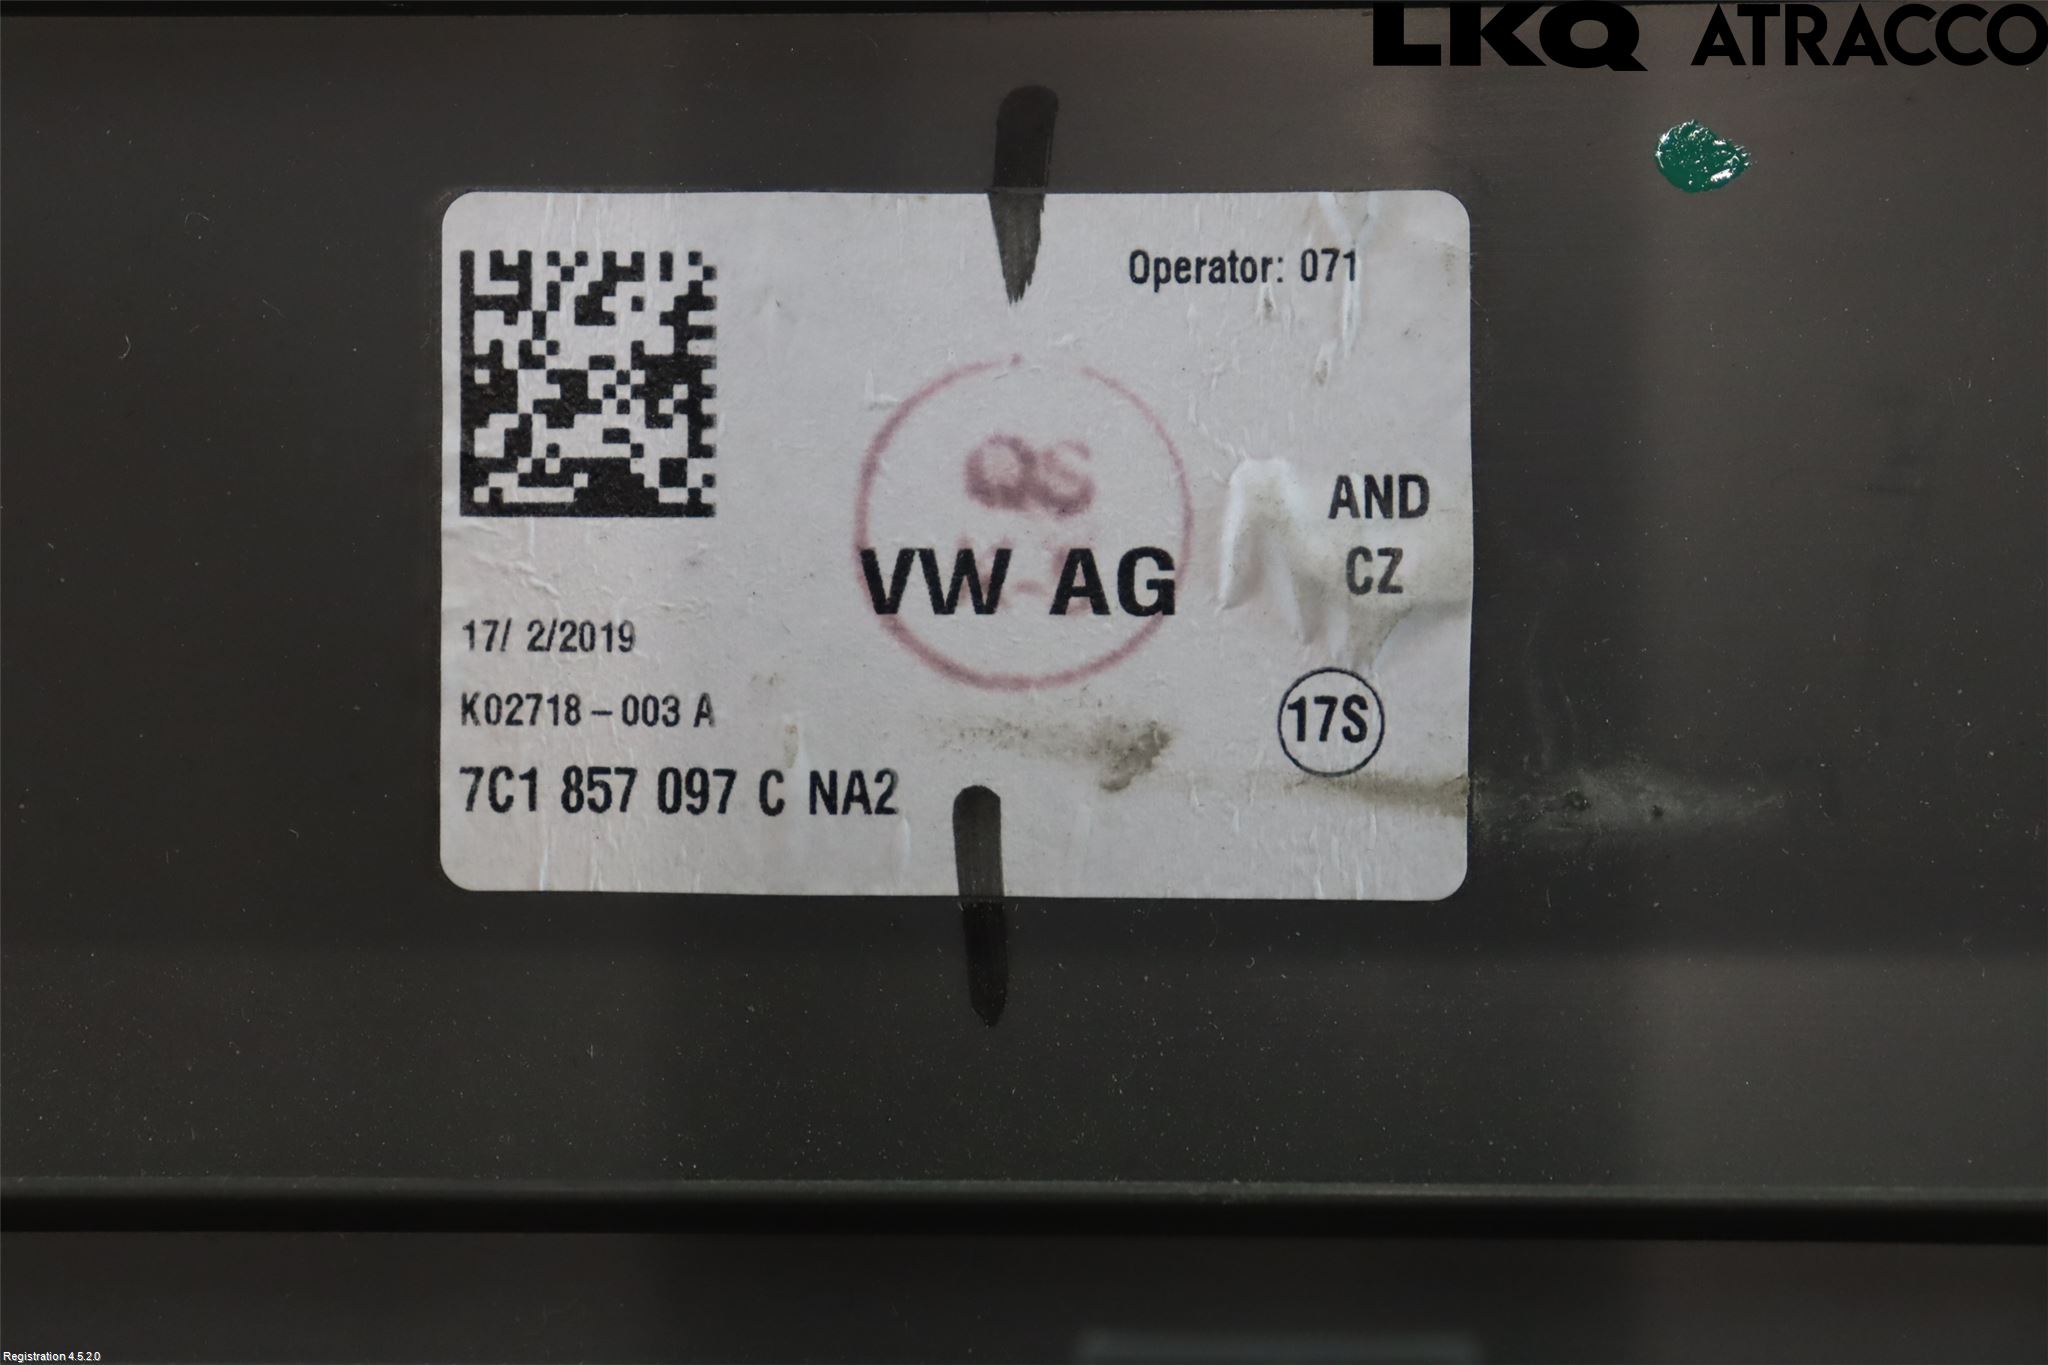 LKQ ATRACCO
Operator: 071
QS
VW AG
AND
CZ
17/ 2/2019
K02718-003 A
17S
7C1 857 097 C NA2
Registration 4.5.2.0